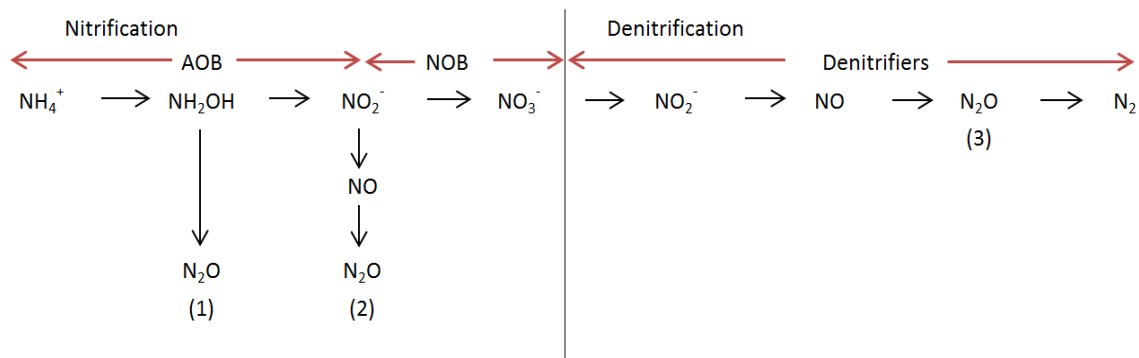 Nitrification Denitrification
AOB NOB Denitrifiers
NH₄⁺ → NH₂OH → NO₂⁻ → NO₃⁻ → NO₂⁻ → NO → N₂O → N₂
(3)
NO
N₂O N₂O
(1) (2)